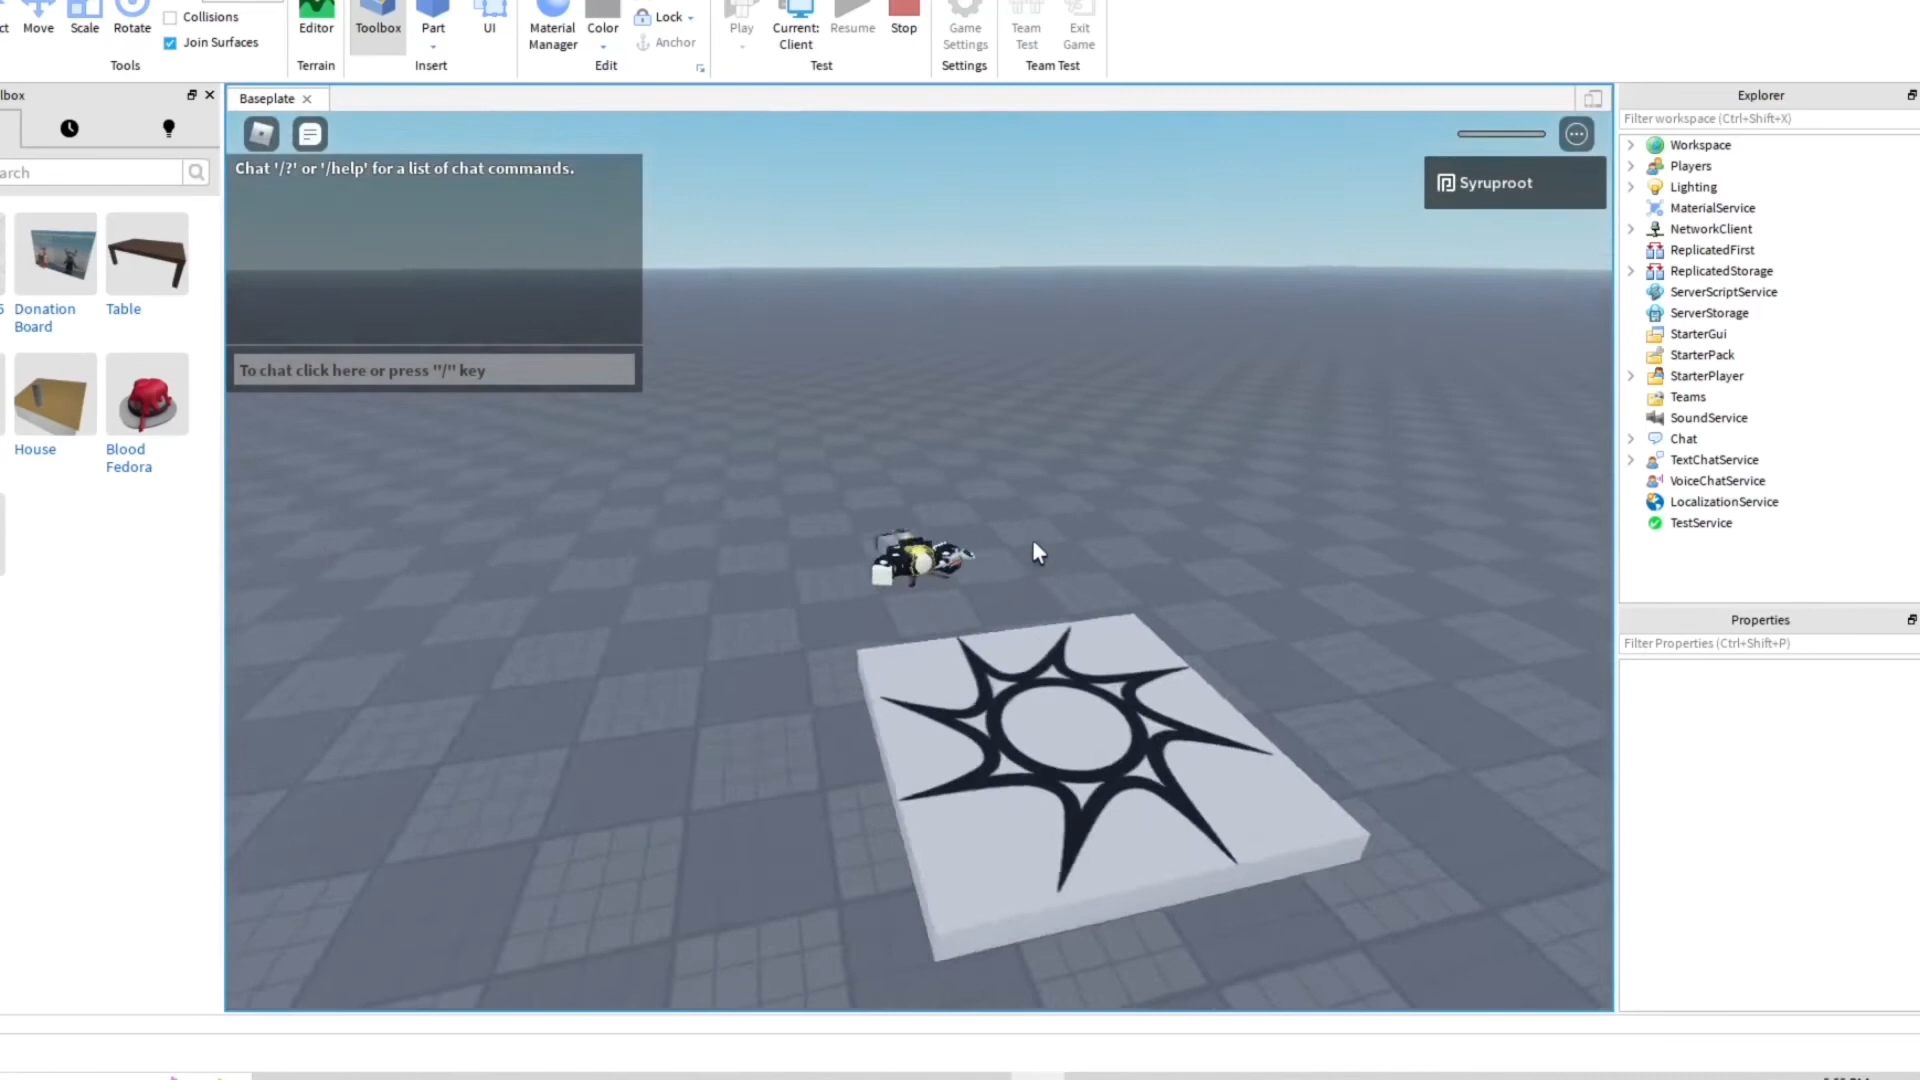 ct Move Scale Rotate
Collisions
Join Surfaces
Tools
Editor
Terrain
Toolbox Part UI
Insert
Material Manager
Color
Lock
Anchor
Edit
Play
Current: Client
Resume
Stop
Test
Game Settings
Settings
Team Test
Exit Game
Team Test
lbox
Baseplate
Explorer
Filter workspace (Ctrl+Shift+X)
arch
Chat '/?' or '/help' for a list of chat commands.
To chat click here or press "/" key
Syruproot
5
Donation Board
Table
House
Blood Fedora
Workspace
Players
Lighting
MaterialService
NetworkClient
ReplicatedFirst
ReplicatedStorage
ServerScriptService
ServerStorage
StarterGui
StarterPack
StarterPlayer
Teams
SoundService
Chat
TextChatService
VoiceChatService
LocalizationService
TestService
Properties
Filter Properties (Ctrl+Shift+P)